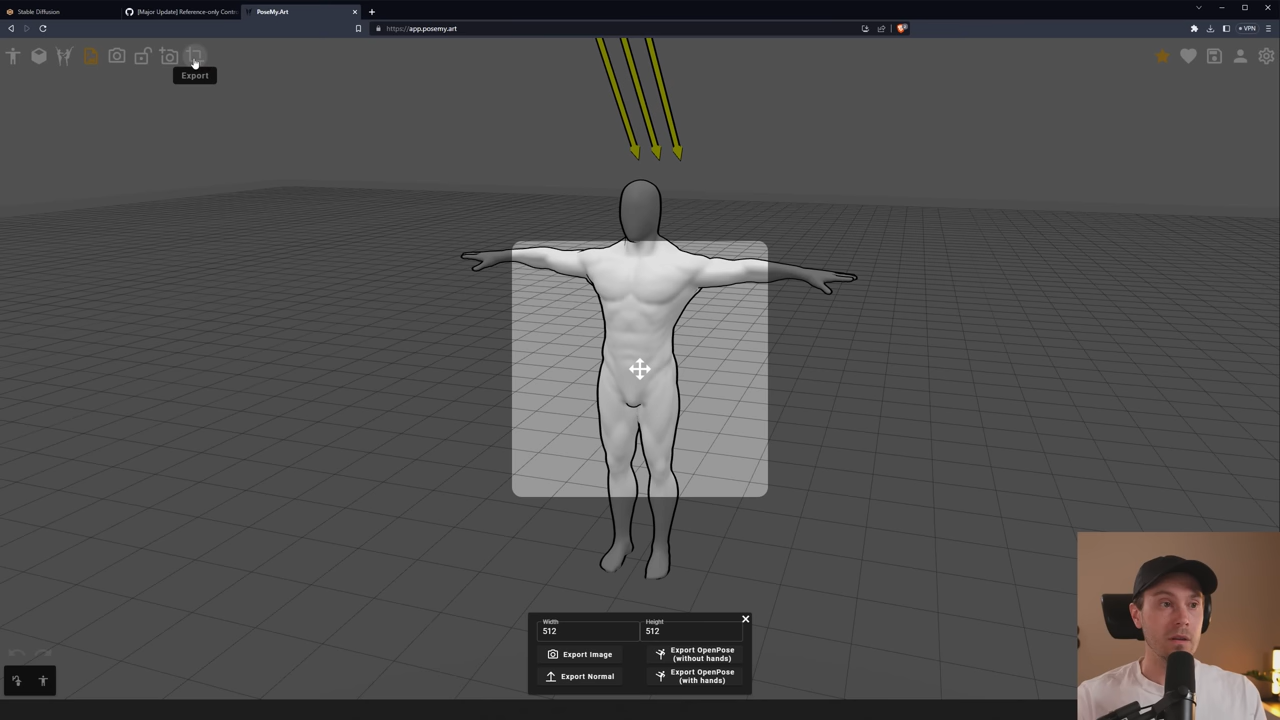 Stable Diffusion
[Major Update] Reference-only Contr
PoseMy.Art
https://app.posemy.art
VPN
Export
Width
512
Height
512
Export Image
Export OpenPose
(without hands)
Export Normal
Export OpenPose
(with hands)